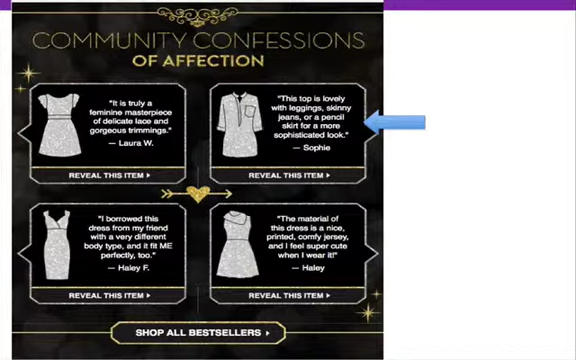 COMMUNITY CONFESSIONS
OF AFFECTION
"It is truly a
feminine masterpiece
of delicate lace and
gorgeous trimmings."
— Laura W.
REVEAL THIS ITEM
"This top is lovely
with leggings, skinny
jeans, or a pencil
skirt for a more
sophisticated look."
— Sophie
REVEAL THIS ITEM
"I borrowed this
dress from my friend
with a very different
body type, and it fit ME
perfectly, too."
— Haley F.
REVEAL THIS ITEM
"The material of
this dress is a nice,
printed, comfy jersey,
and I feel super cute
when I wear it!"
— Haley
REVEAL THIS ITEM
SHOP ALL BESTSELLERS